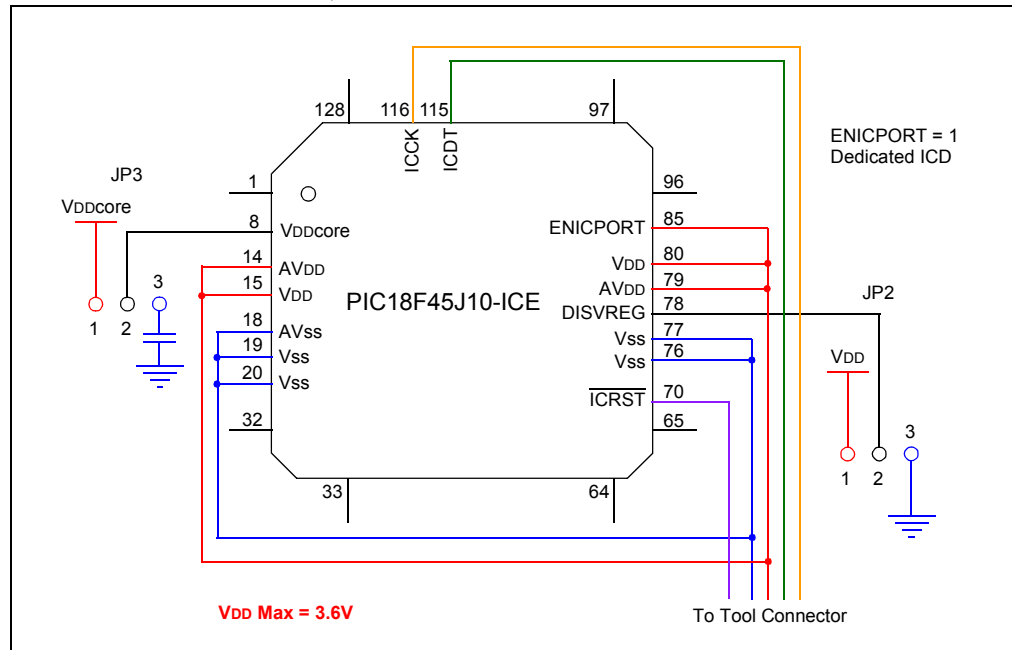 128
116
115
97
ICCK
ICDT
ENICPORT = 1
Dedicated ICD
JP3
VDDcore
1
2
3
1
8
VDDcore
14
AVDD
15
VDD
18
AVss
19
Vss
20
Vss
32
33
PIC18F45J10-ICE
96
ENICPORT
85
VDD
80
AVDD
79
DISVREG
78
Vss
77
Vss
76
ICRST
70
65
64
JP2
VDD
1
2
3
VDD Max = 3.6V
To Tool Connector